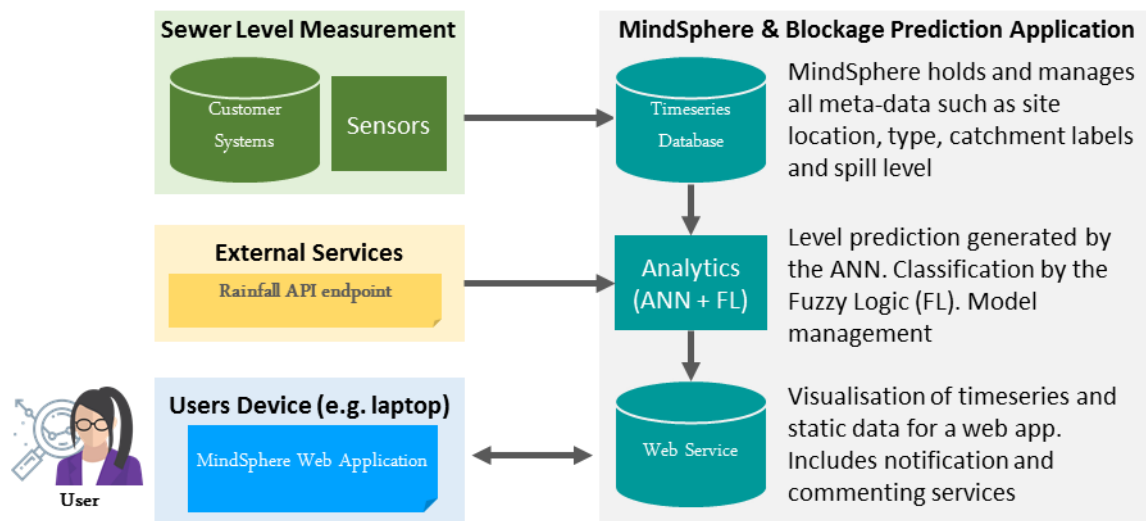 Sewer Level Measurement
Customer
Systems
Sensors
External Services
Rainfall API endpoint
Users Device (e.g. laptop)
MindSphere Web Application
User
MindSphere & Blockage Prediction Application
Timeseries
Database
MindSphere holds and manages
all meta-data such as site
location, type, catchment labels
and spill level
Analytics
(ANN + FL)
Level prediction generated by
the ANN. Classification by the
Fuzzy Logic (FL). Model
management
Web Service
Visualisation of timeseries and
static data for a web app.
Includes notification and
commenting services